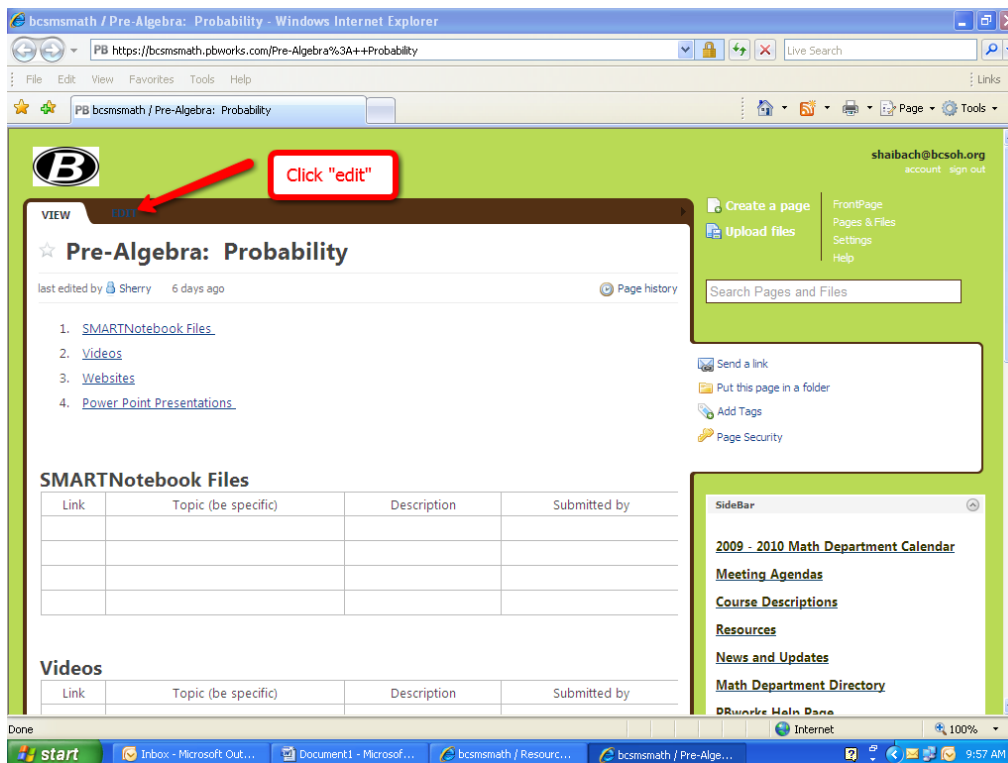 bcsmsmath / Pre-Algebra: Probability - Windows Internet Explorer
PB https://bcsmsmath.pbworks.com/Pre-Algebra%3A++Probability
Live Search
File Edit View Favorites Tools Help
Links
PB bcsmsmath / Pre-Algebra: Probability
Page Tools
B
shaibach@bcsoh.org
account sign out
Click "edit"
VIEW EDIT
Create a page
Upload files
FrontPage
Pages & Files
Settings
Help
Pre-Algebra: Probability
last edited by Sherry 6 days ago
Page history
Search Pages and Files
1. SMARTNotebook Files
2. Videos
3. Websites
4. Power Point Presentations
Send a link
Put this page in a folder
Add Tags
Page Security
SMARTNotebook Files
Link Topic (be specific) Description Submitted by
Videos
Link Topic (be specific) Description Submitted by
SideBar
2009 - 2010 Math Department Calendar
Meeting Agendas
Course Descriptions
Resources
News and Updates
Math Department Directory
PBworks Help Page
Done
Internet
100%
start
Inbox - Microsoft Out...
Document1 - Microsof...
bcsmsmath / Resourc...
bcsmsmath / Pre-Alge...
9:57 AM